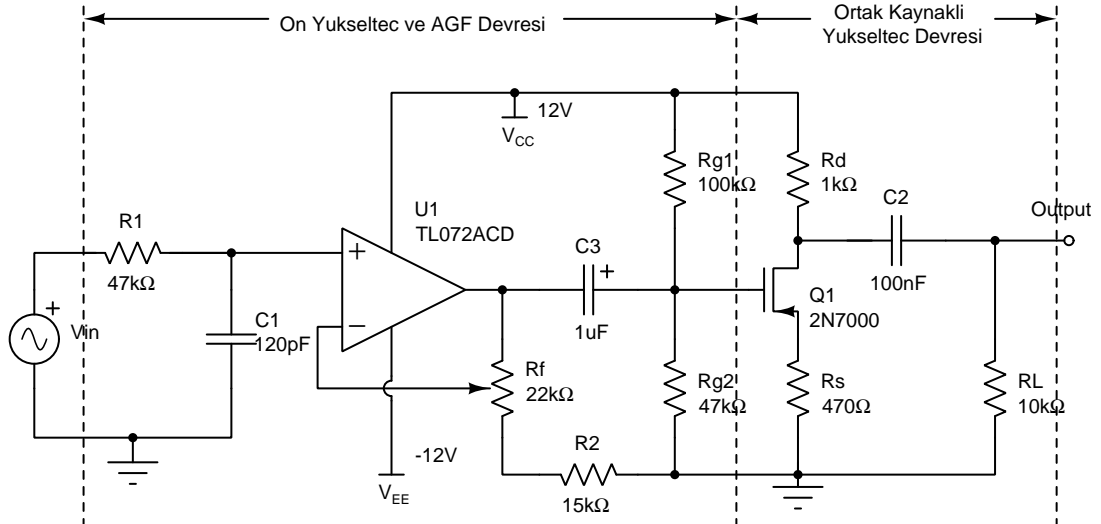 On Yukseltec ve AGF Devresi
Ortak Kaynakli
Yukseltec Devresi
12V
VCC
Rg1
100kΩ
Rd
1kΩ
C2
100nF
Output
R1
47kΩ
U1
TL072ACD
C3
+
1uF
Q1
2N7000
+
Vin
C1
120pF
+
−
Rf
22kΩ
Rg2
47kΩ
Rs
470Ω
RL
10kΩ
-12V
VEE
R2
15kΩ